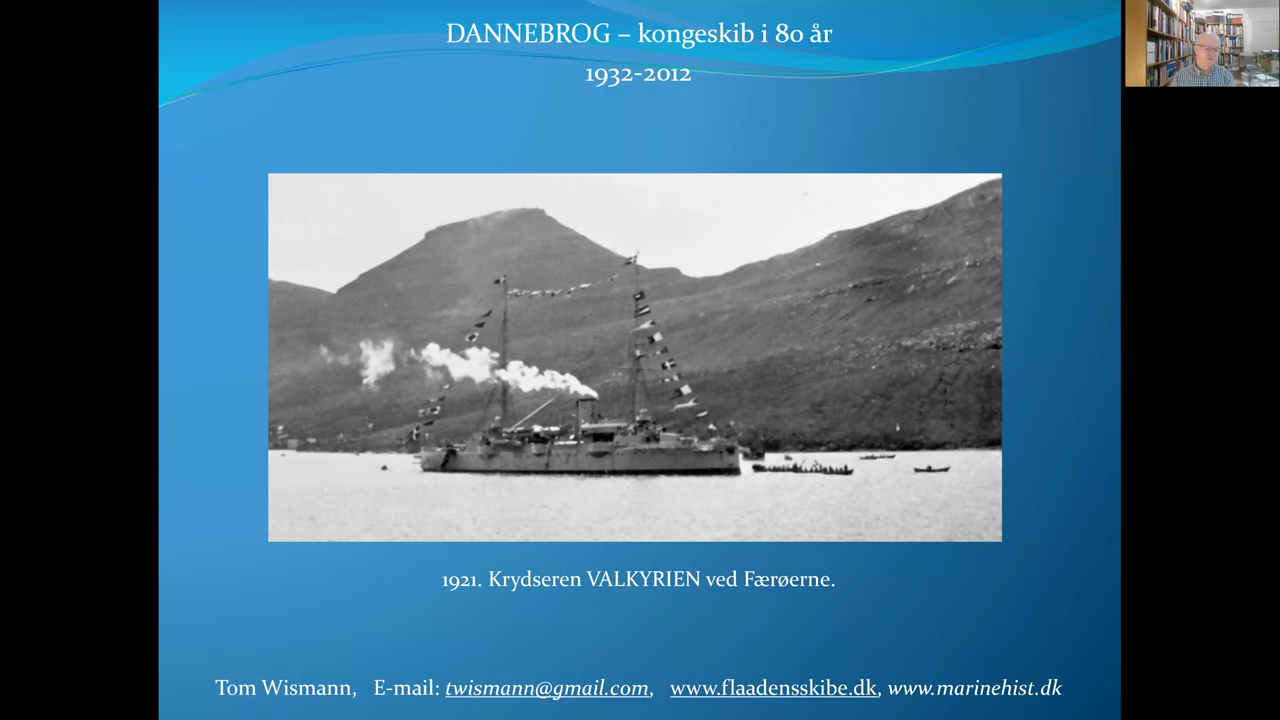 DANNEBROG – kongeskib i 80 år
1932-2012
1921. Krydseren VALKYRIEN ved Færøerne.
Tom Wismann, E-mail: twismann@gmail.com, www.flaadensskibe.dk, www.marinehist.dk